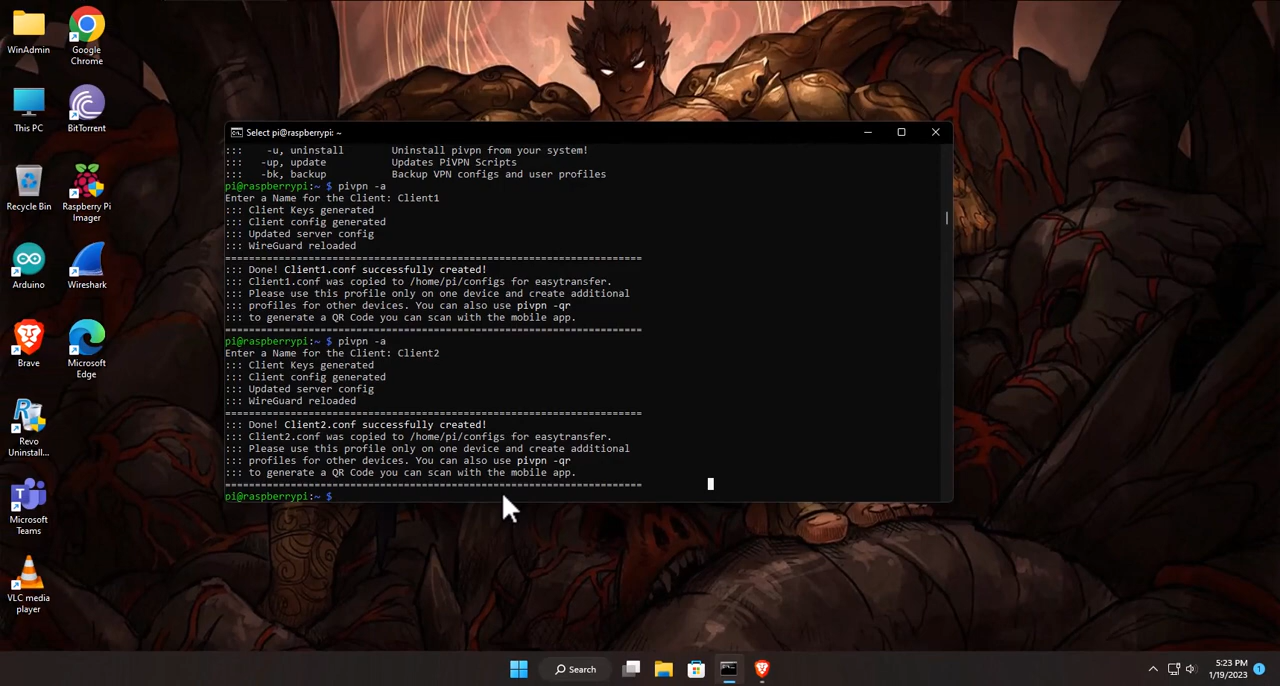 WinAdmin
Google
Chrome
This PC
BitTorrent
Recycle Bin
Raspberry Pi
Imager
Arduino
Wireshark
Brave
Microsoft
Edge
Revo
Uninstall...
Microsoft
Teams
VLC media
player
Select pi@raspberrypi: ~
:::    -u, uninstall        Uninstall pivpn from your system!
:::   -up, update           Updates PiVPN Scripts
:::   -bk, backup           Backup VPN configs and user profiles
pi@raspberrypi:~ $ pivpn -a
Enter a Name for the Client: Client1
::: Client Keys generated
::: Client config generated
::: Updated server config
::: WireGuard reloaded
======================================================================
::: Done! Client1.conf successfully created!
::: Client1.conf was copied to /home/pi/configs for easytransfer.
::: Please use this profile only on one device and create additional
::: profiles for other devices. You can also use pivpn -qr
::: to generate a QR Code you can scan with the mobile app.
======================================================================
pi@raspberrypi:~ $ pivpn -a
Enter a Name for the Client: Client2
::: Client Keys generated
::: Client config generated
::: Updated server config
::: WireGuard reloaded
======================================================================
::: Done! Client2.conf successfully created!
::: Client2.conf was copied to /home/pi/configs for easytransfer.
::: Please use this profile only on one device and create additional
::: profiles for other devices. You can also use pivpn -qr
::: to generate a QR Code you can scan with the mobile app.
======================================================================
pi@raspberrypi:~ $
Search
5:23 PM
1/19/2023
1